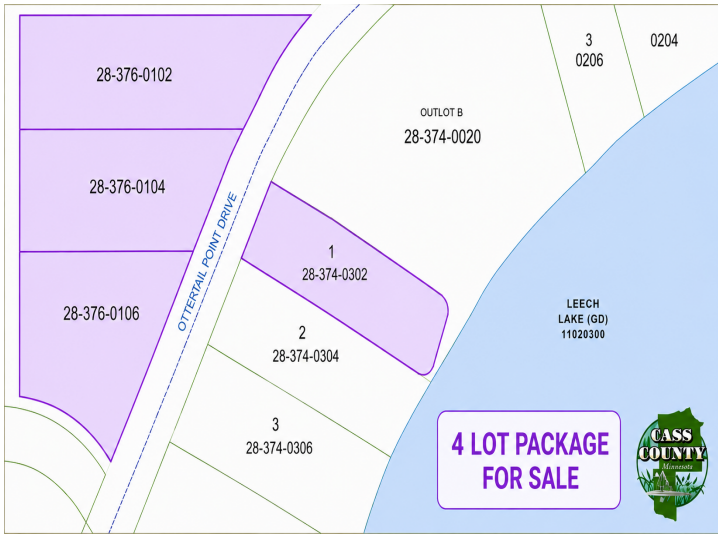 28-376-0102
28-376-0104
28-376-0106
OTTERTAIL POINT DRIVE
OUTLOT B
28-374-0020
3
0206
0204
1
28-374-0302
2
28-374-0304
3
28-374-0306
LEECH
LAKE (GD)
11020300
4 LOT PACKAGE
FOR SALE
CASS
COUNTY
Minnesota